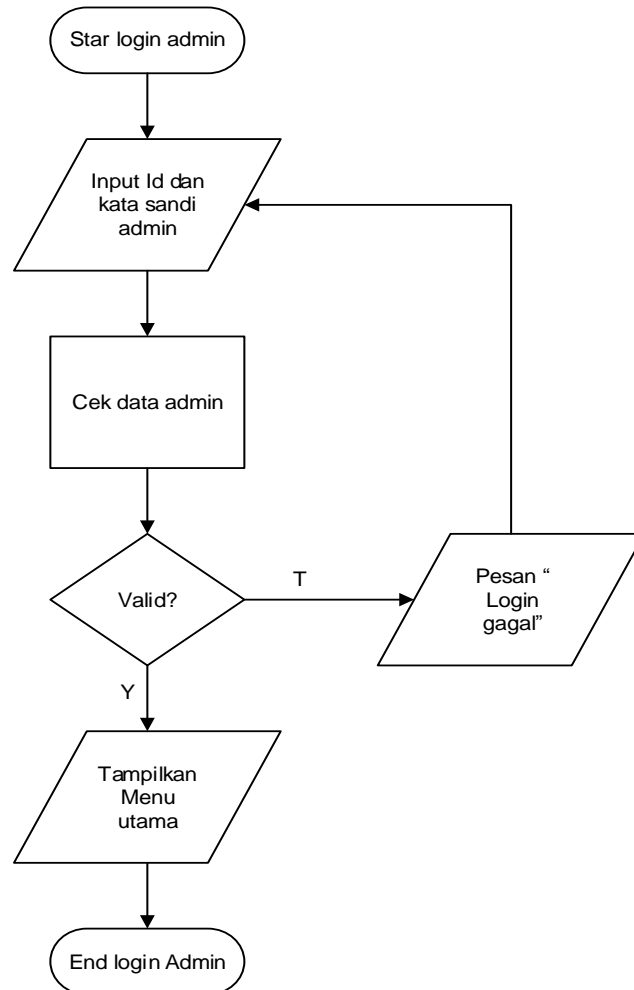 Star login admin
Input Id dan
kata sandi
admin
Cek data admin
Valid?
T
Pesan “
Login
gagal”
Y
Tampilkan
Menu
utama
End login Admin